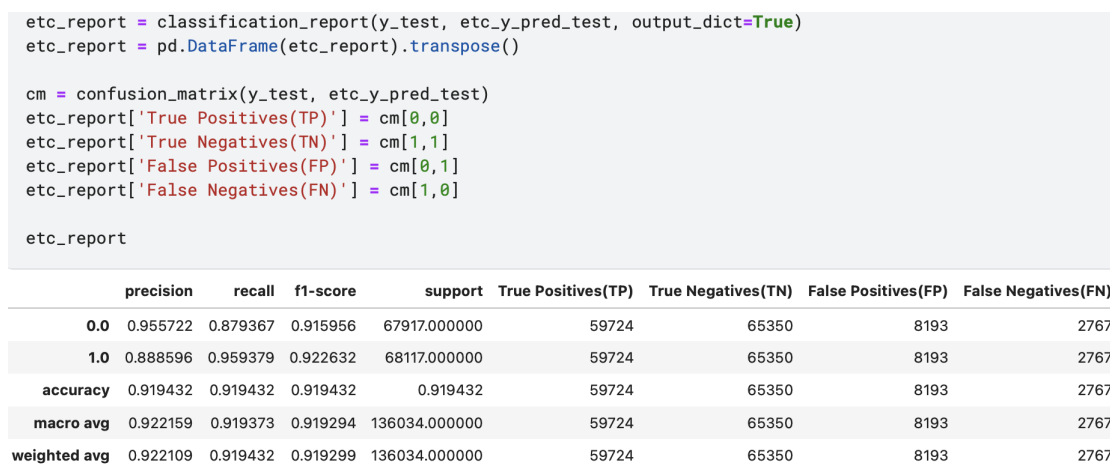 etc_report = classification_report(y_test, etc_y_pred_test, output_dict=True)
etc_report = pd.DataFrame(etc_report).transpose()
cm = confusion_matrix(y_test, etc_y_pred_test)
etc_report['True Positives(TP)'] = cm[0,0]
etc_report['True Negatives(TN)'] = cm[1,1]
etc_report['False Positives(FP)'] = cm[0,1]
etc_report['False Negatives(FN)'] = cm[1,0]
etc_report
precision recall f1-score support True Positives(TP) True Negatives(TN) False Positives(FP) False Negatives(FN)
0.0 0.955722 0.879367 0.915956 67917.000000 59724 65350 8193 2767
1.0 0.888596 0.959379 0.922632 68117.000000 59724 65350 8193 2767
accuracy 0.919432 0.919432 0.919432 0.919432 59724 65350 8193 2767
macro avg 0.922159 0.919373 0.919294 136034.000000 59724 65350 8193 2767
weighted avg 0.922109 0.919432 0.919299 136034.000000 59724 65350 8193 2767